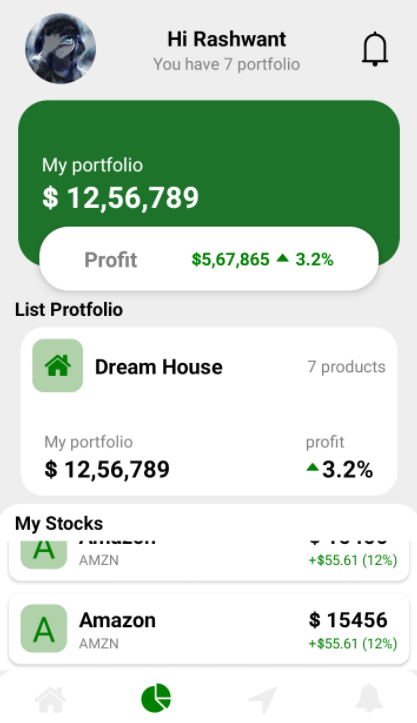 Hi Rashwant
You have 7 portfolio
My portfolio
$ 12,56,789
Profit $5,67,865 3.2%
List Protfolio
Dream House 7 products
My portfolio profit
$ 12,56,789 3.2%
My Stocks
A Amazon
AMZN +$55.61 (12%)
A Amazon $ 15456
AMZN +$55.61 (12%)